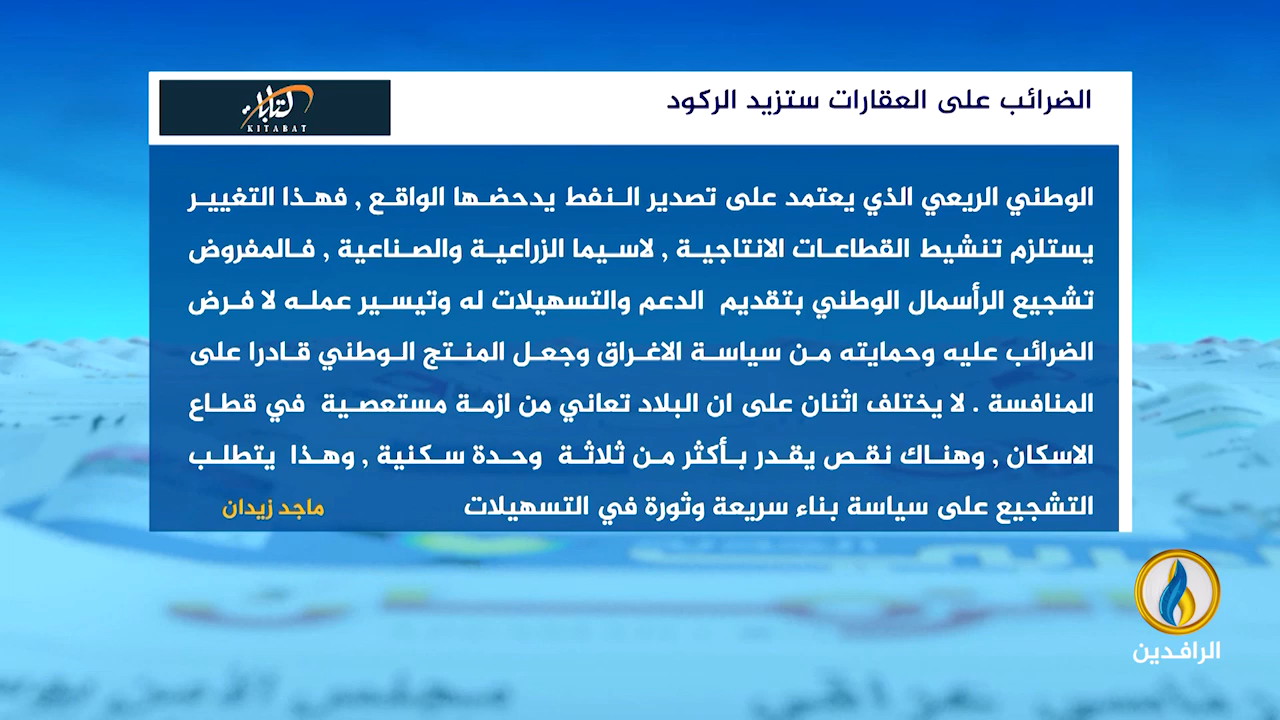 الضرائب على العقارات ستزيد الركود
كتابات
KITABAT
الوطني الريعي الذي يعتمد على تصدير النفط يدحضها الواقع , فهذا التغيير
يستلزم تنشيط القطاعات الانتاجية , لاسيما الزراعية والصناعية , فالمفروض
تشجيع الرأسمال الوطني بتقديم الدعم والتسهيلات له وتيسير عمله لا فرض
الضرائب عليه وحمايته من سياسة الاغراق وجعل المنتج الوطني قادرا على
المنافسة . لا يختلف اثنان على ان البلاد تعاني من ازمة مستعصية في قطاع
الاسكان , وهناك نقص يقدر بأكثر من ثلاثة وحدة سكنية , وهذا يتطلب
التشجيع على سياسة بناء سريعة وثورة في التسهيلات
ماجد زيدان
الرافدين
مجلس الأمن